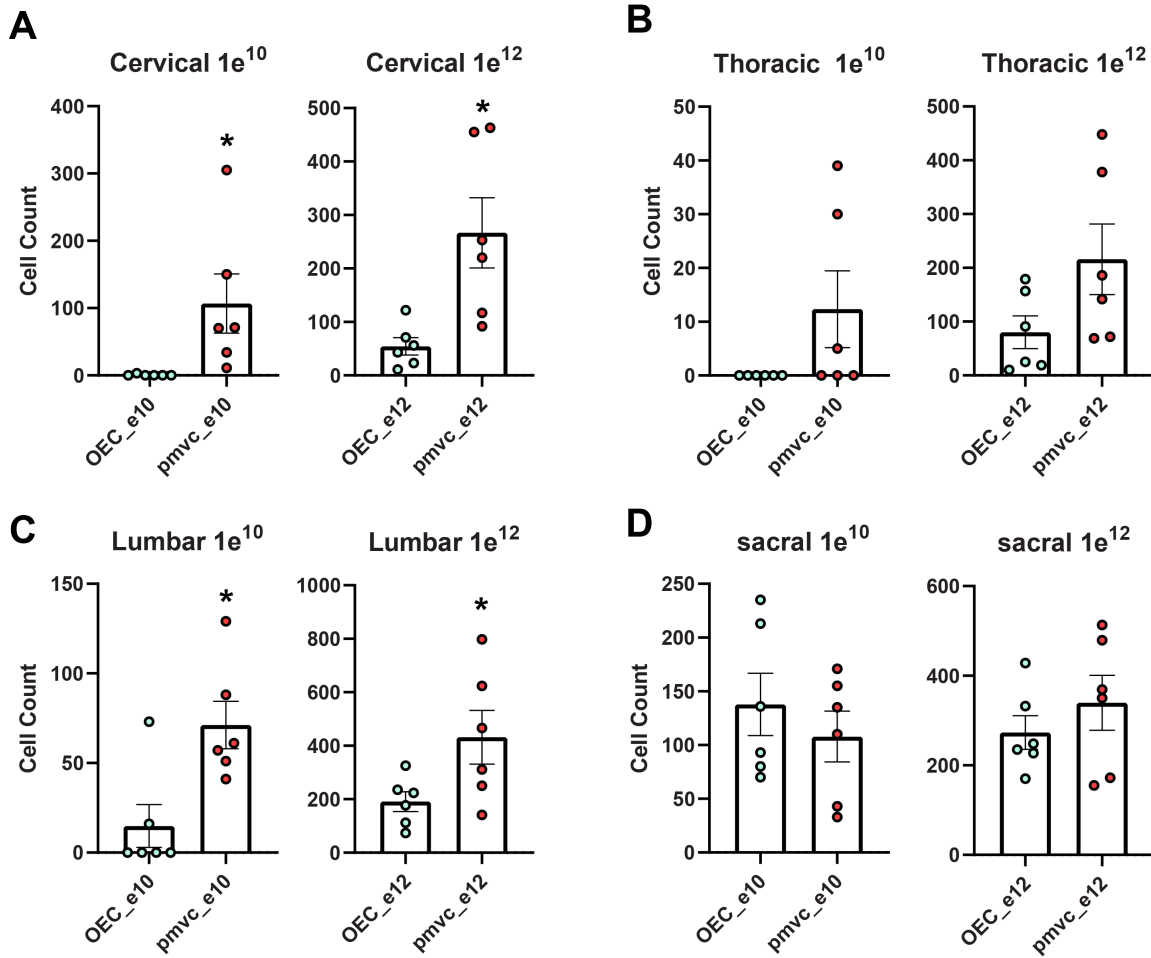 A
Cervical 1e10
Cell Count
400
300
200
100
0
*
OEC_e10
pmvc_e10
Cervical 1e12
500
400
300
200
100
0
*
OEC_e12
pmvc_e12
B
Thoracic 1e10
Cell Count
50
40
30
20
10
0
OEC_e10
pmvc_e10
Thoracic 1e12
500
400
300
200
100
0
OEC_e12
pmvc_e12
C
Lumbar 1e10
Cell Count
150
100
50
0
*
OEC_e10
pmvc_e10
Lumbar 1e12
1000
800
600
400
200
0
*
OEC_e12
pmvc_e12
D
sacral 1e10
Cell Count
250
200
150
100
50
0
OEC_e10
pmvc_e10
sacral 1e12
600
400
200
0
OEC_e12
pmvc_e12